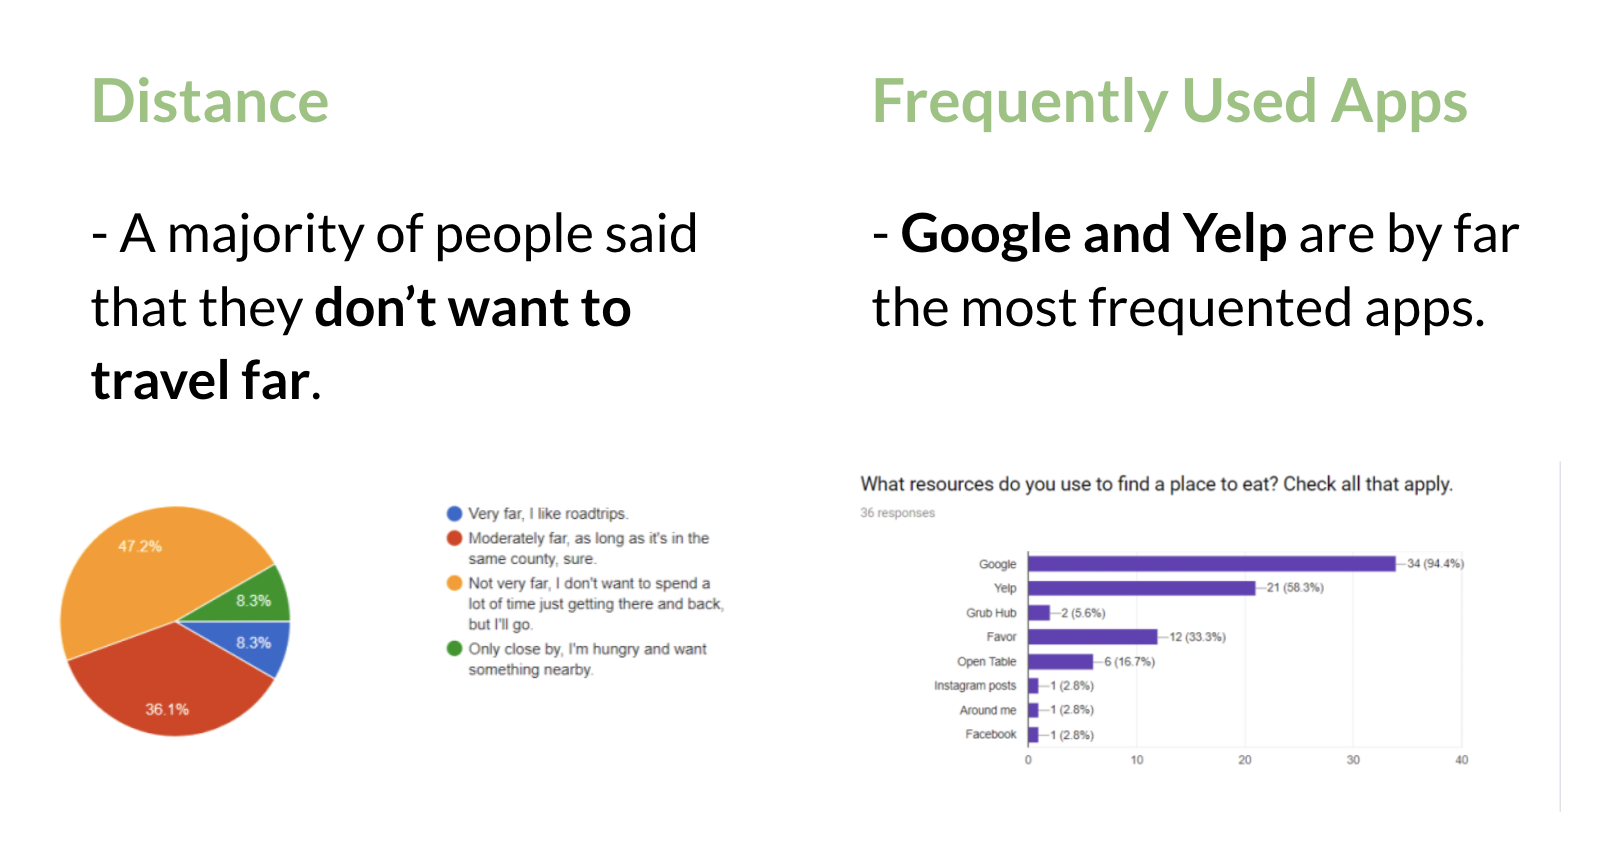 Distance
- A majority of people said
that they don't want to
travel far.
47.2%
8.3%
8.3%
36.1%
Very far, I like roadtrips.
Moderately far, as long as it's in the
same county, sure.
Not very far, I don't want to spend a
lot of time just getting there and back,
but I'll go.
Only close by, I'm hungry and want
something nearby.
Frequently Used Apps
- Google and Yelp are by far
the most frequented apps.
What resources do you use to find a place to eat? Check all that apply.
36 responses
Google 34 (94.4%)
Yelp 21 (58.3%)
Grub Hub 2 (5.6%)
Favor 12 (33.3%)
Open Table 6 (16.7%)
Instagram posts 1 (2.8%)
Around me 1 (2.8%)
Facebook 1 (2.8%)
0 10 20 30 40